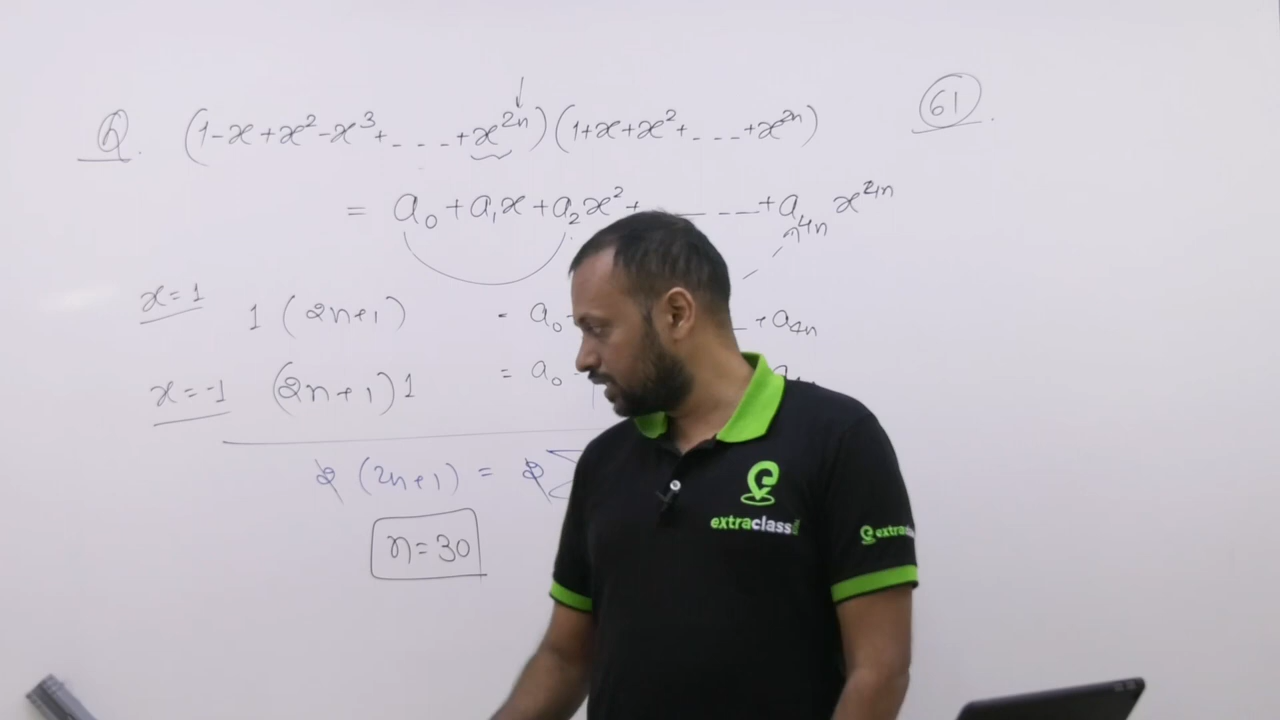 Q. (1-x+x²-x³+----+x²ⁿ)(1+x+x²+----+x²ⁿ)
61
= a₀+a₁x+a₂x²+ ----+a₄ₙ x⁴ⁿ
x=1 1(2n+1) = a₀ +a₄ₙ
x=-1 (2n+1)1 = a₀
2(2n+1) = 2
n=30
extraclass